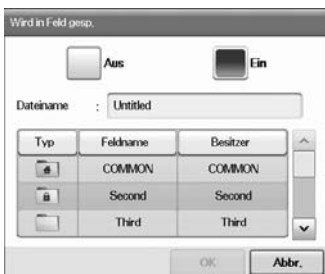 Wird in Feld gesp.
Aus Ein
Dateiname : Untitled
Typ Feldname Besitzer
COMMON COMMON
Second Second
Third Third
OK Abbr.